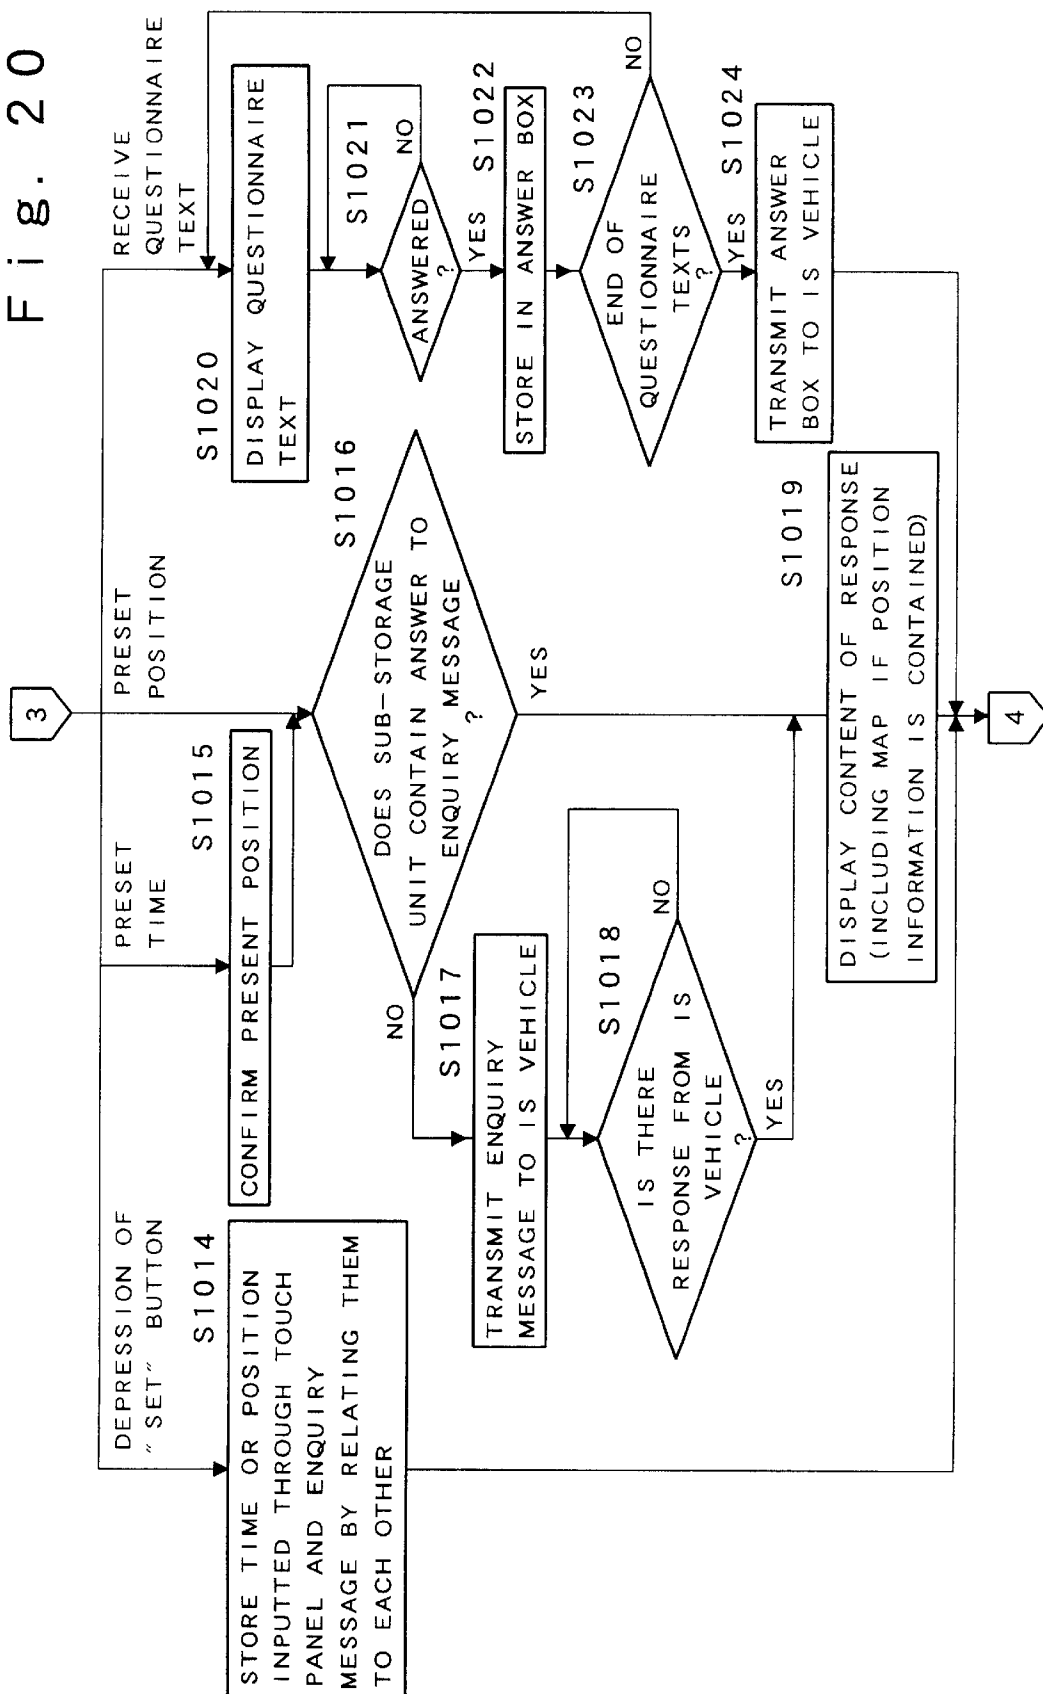 Fig. 20
3
DEPRESSION OF
"SET" BUTTON
PRESET
TIME
PRESET
POSITION
RECEIVE
QUESTIONNAIRE
TEXT
S1014
STORE TIME OR POSITION
INPUTTED THROUGH TOUCH
PANEL AND ENQUIRY
MESSAGE BY RELATING THEM
TO EACH OTHER
S1015
CONFIRM PRESENT POSITION
S1016
DOES SUB-STORAGE
UNIT CONTAIN ANSWER TO
ENQUIRY MESSAGE
?
NO
YES
S1017
TRANSMIT ENQUIRY
MESSAGE TO IS VEHICLE
S1018
IS THERE
RESPONSE FROM IS
VEHICLE
?
NO
YES
S1019
DISPLAY CONTENT OF RESPONSE
(INCLUDING MAP IF POSITION
INFORMATION IS CONTAINED)
S1020
DISPLAY QUESTIONNAIRE
TEXT
S1021
ANSWERED
?
NO
YES
S1022
STORE IN ANSWER BOX
S1023
END OF
QUESTIONNAIRE
TEXTS
?
NO
YES
S1024
TRANSMIT ANSWER
BOX TO IS VEHICLE
4